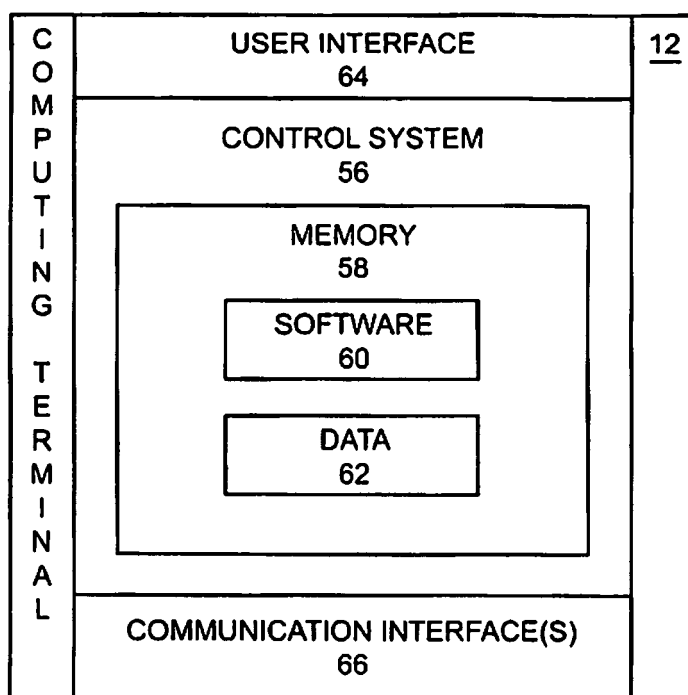 COMPUTING TERMINAL
USER INTERFACE
64
12
CONTROL SYSTEM
56
MEMORY
58
SOFTWARE
60
DATA
62
COMMUNICATION INTERFACE(S)
66